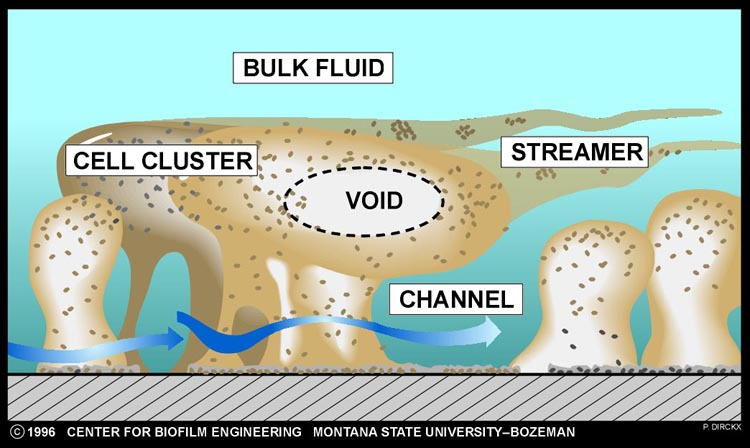 BULK FLUID
CELL CLUSTER
STREAMER
VOID
CHANNEL
© 1996 CENTER FOR BIOFILM ENGINEERING MONTANA STATE UNIVERSITY–BOZEMAN
P. DIRCKX